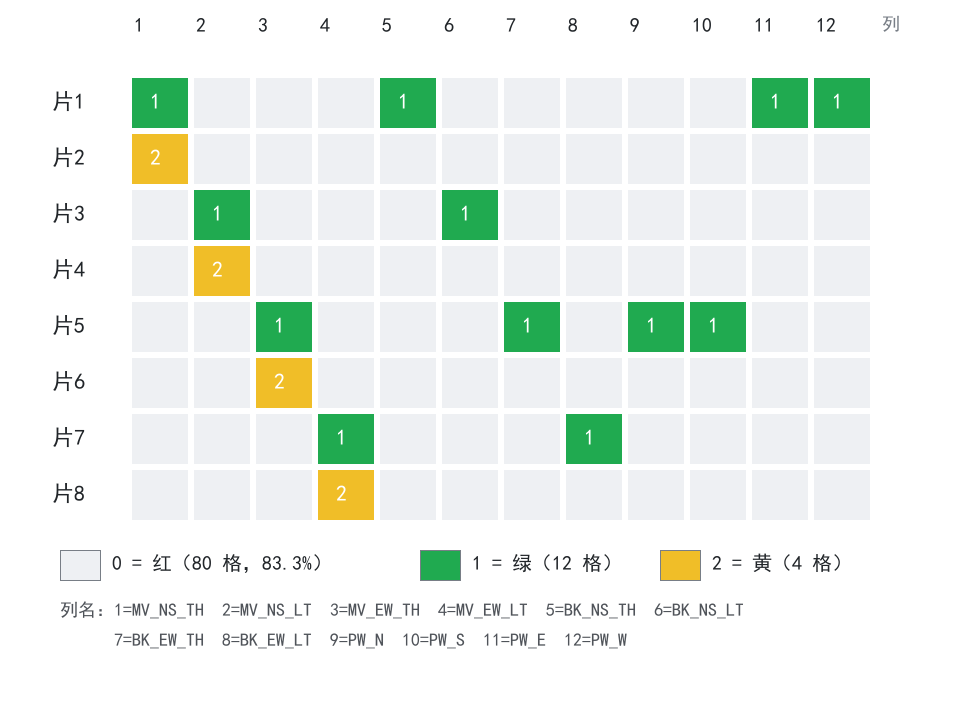 1 2 3 4 5 6 7 8 9 10 11 12 列
片1 1 1 1 1
片2 2
片3 1 1
片4 2
片5 1 1 1 1
片6 2
片7 1 1
片8 2
0 = 红（80 格，83.3%） 1 = 绿（12 格） 2 = 黄（4 格）
列名：1=MV_NS_TH 2=MV_NS_LT 3=MV_EW_TH 4=MV_EW_LT 5=BK_NS_TH 6=BK_NS_LT
7=BK_EW_TH 8=BK_EW_LT 9=PW_N 10=PW_S 11=PW_E 12=PW_W